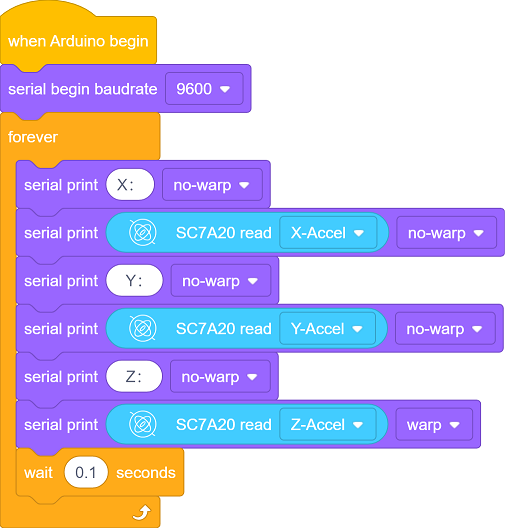 when Arduino begin
serial begin baudrate 9600
forever
serial print X: no-warp
serial print SC7A20 read X-Accel no-warp
serial print Y: no-warp
serial print SC7A20 read Y-Accel no-warp
serial print Z: no-warp
serial print SC7A20 read Z-Accel warp
wait 0.1 seconds